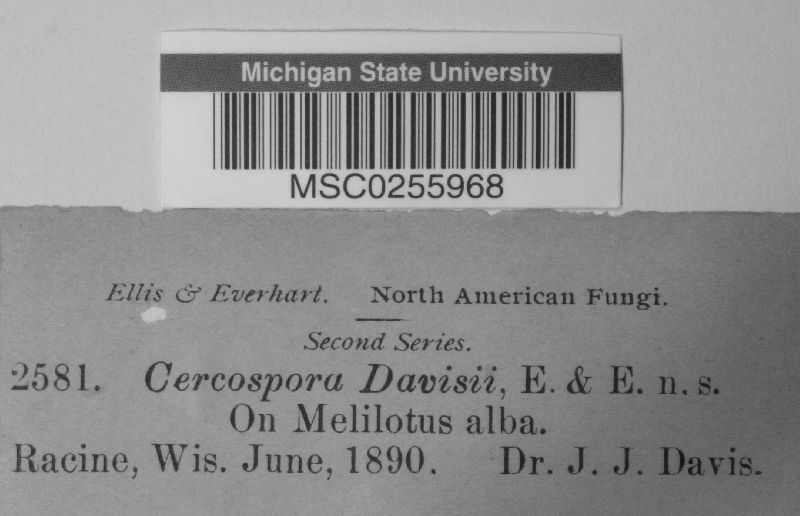 Michigan State University
MSC0255968
Ellis & Everhart. North American Fungi.
Second Series.
2581. Cercospora Davisii, E. & E. n. s.
On Melilotus alba.
Racine, Wis. June, 1890. Dr. J. J. Davis.